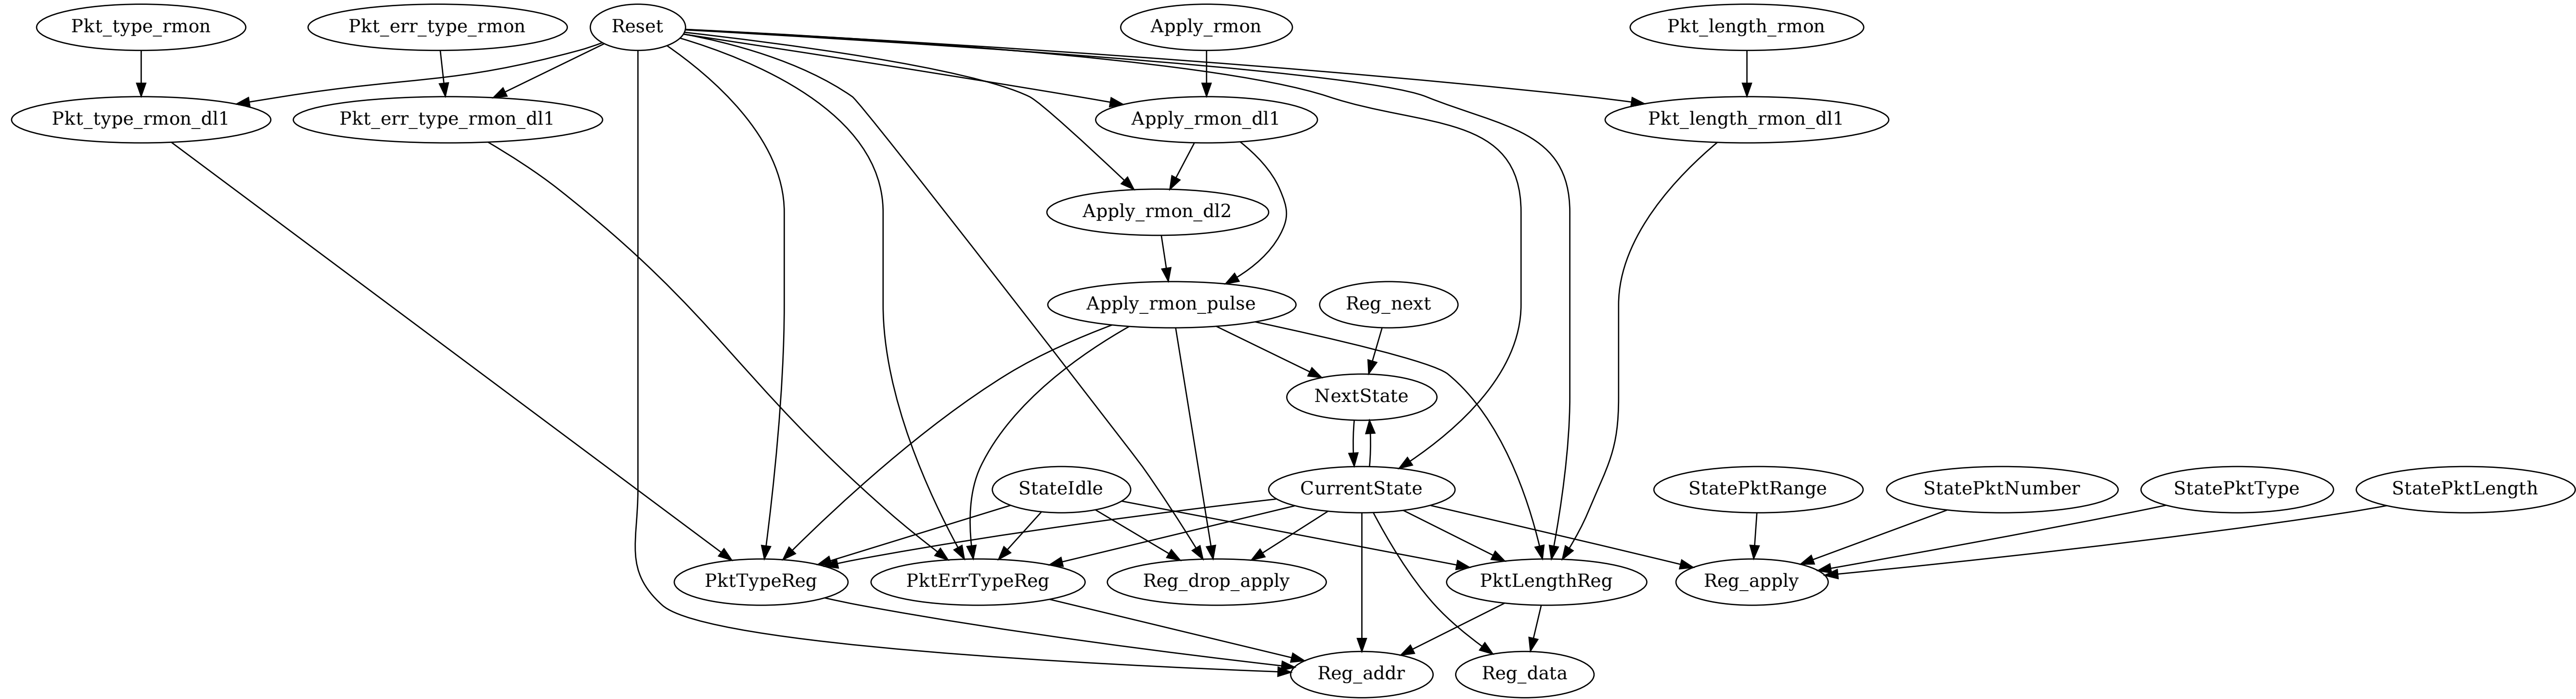 Pkt_type_rmon
Pkt_err_type_rmon
Reset
Apply_rmon
Pkt_length_rmon
Pkt_type_rmon_dl1
Pkt_err_type_rmon_dl1
Apply_rmon_dl1
Pkt_length_rmon_dl1
Apply_rmon_dl2
Apply_rmon_pulse
Reg_next
NextState
StateIdle
CurrentState
StatePktRange
StatePktNumber
StatePktType
StatePktLength
PktTypeReg
PktErrTypeReg
Reg_drop_apply
PktLengthReg
Reg_apply
Reg_addr
Reg_data